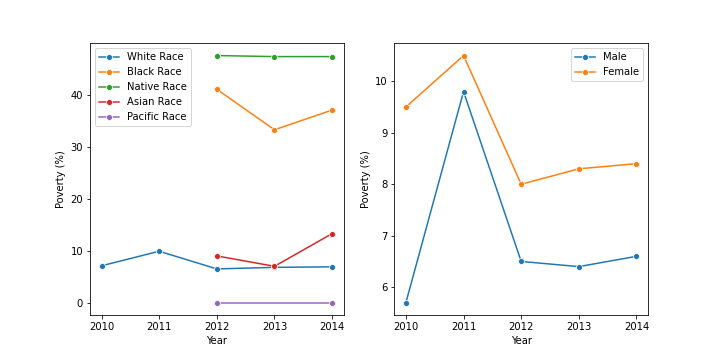 White Race
Black Race
Native Race
Asian Race
Pacific Race
Poverty (%)
40
30
20
10
0
2010 2011 2012 2013 2014
Year
Male
Female
Poverty (%)
10
9
8
7
6
2010 2011 2012 2013 2014
Year